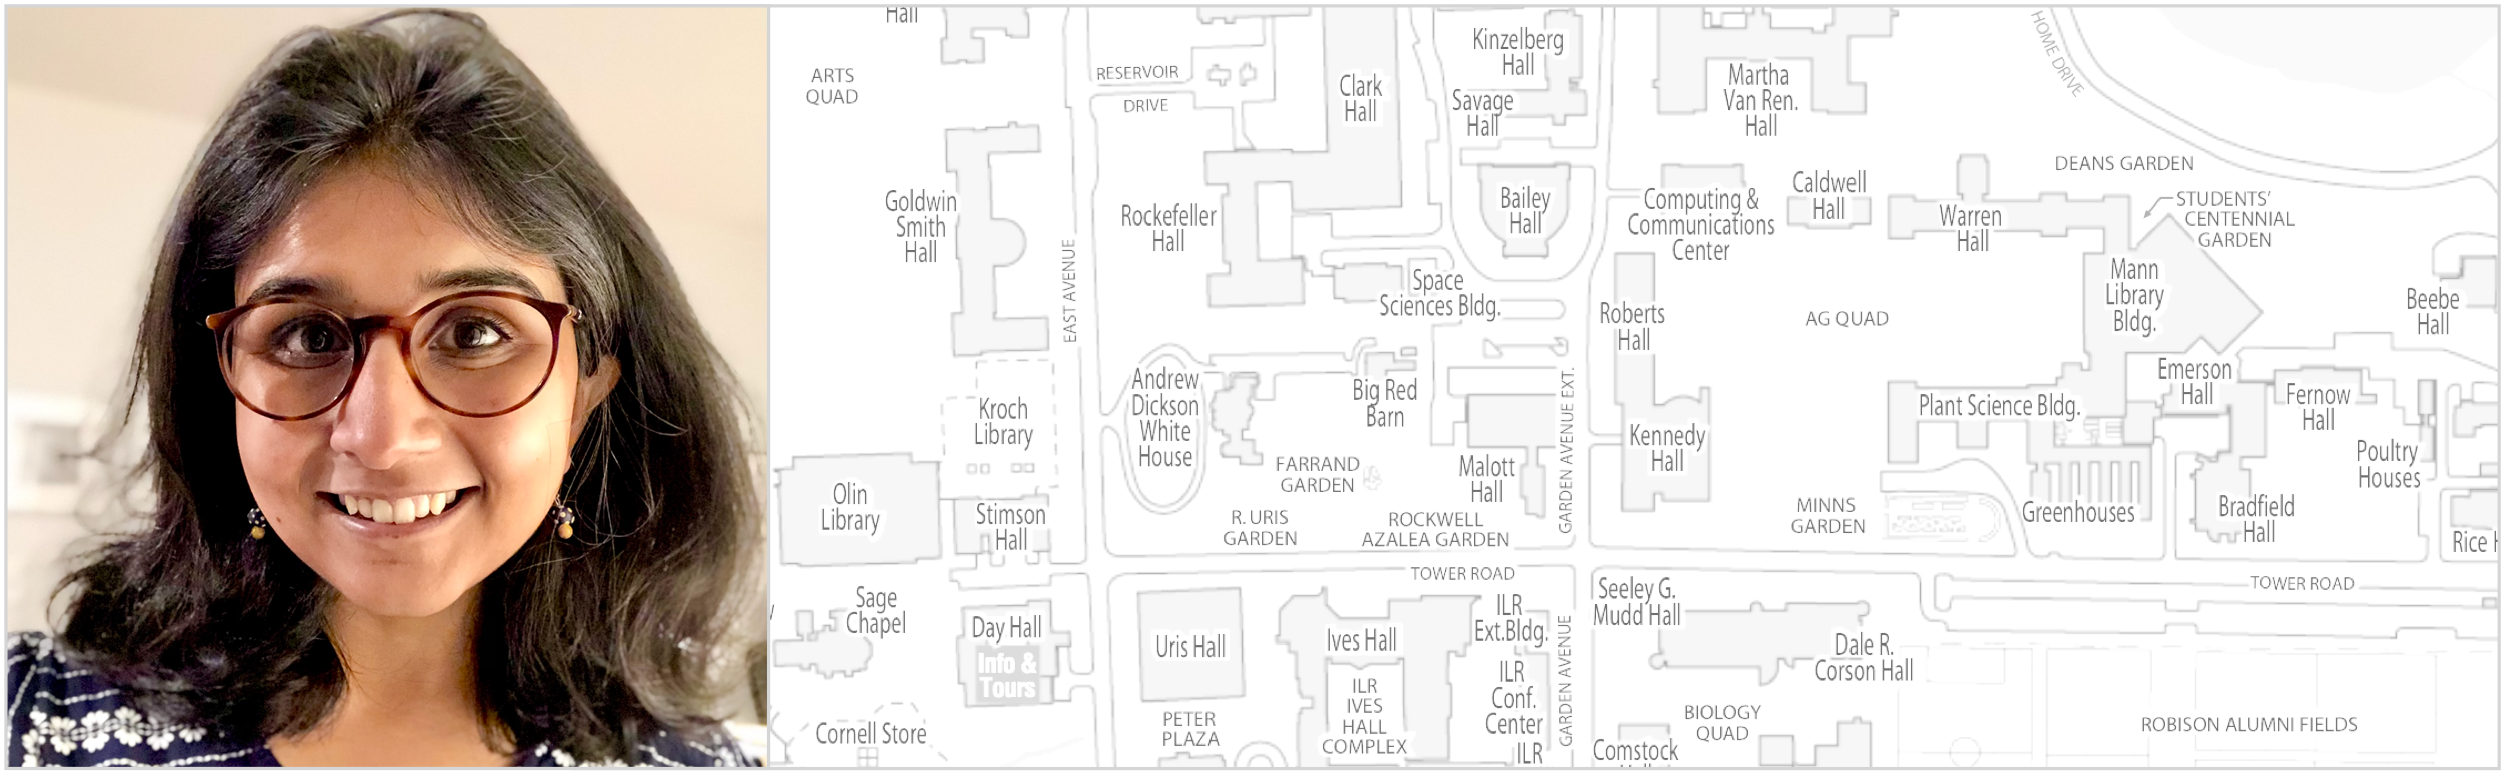 Hall
ARTS
QUAD
RESERVOIR
DRIVE
Clark
Hall
Kinzelberg
Hall
Savage
Hall
Martha
Van Ren.
Hall
HOME DRIVE
DEANS GARDEN
STUDENTS'
CENTENNIAL
GARDEN
Goldwin
Smith
Hall
EAST AVENUE
Rockefeller
Hall
Bailey
Hall
Computing &
Communications
Center
Caldwell
Hall
Warren
Hall
Mann
Library
Bldg.
Beebe
Hall
Space
Sciences Bldg.
Roberts
Hall
AG QUAD
Andrew
Dickson
White
House
Big Red
Barn
GARDEN AVENUE EXT.
Emerson
Hall
Fernow
Hall
Plant Science Bldg.
Kroch
Library
Kennedy
Hall
Poultry
Houses
FARRAND
GARDEN
Malott
Hall
Olin
Library
Stimson
Hall
R. URIS
GARDEN
ROCKWELL
AZALEA GARDEN
MINNS
GARDEN
Greenhouses
Bradfield
Hall
Rice
TOWER ROAD
TOWER ROAD
Sage
Chapel
Day Hall
Info &
Tours
Uris Hall
Ives Hall
ILR
Ext.Bldg.
Seeley G.
Mudd Hall
Dale R.
Corson Hall
ILR
Conf.
Center
GARDEN AVENUE
ILR
IVES
HALL
COMPLEX
Cornell Store
PETER
PLAZA
BIOLOGY
QUAD
ROBISON ALUMNI FIELDS
ILR
Comstock